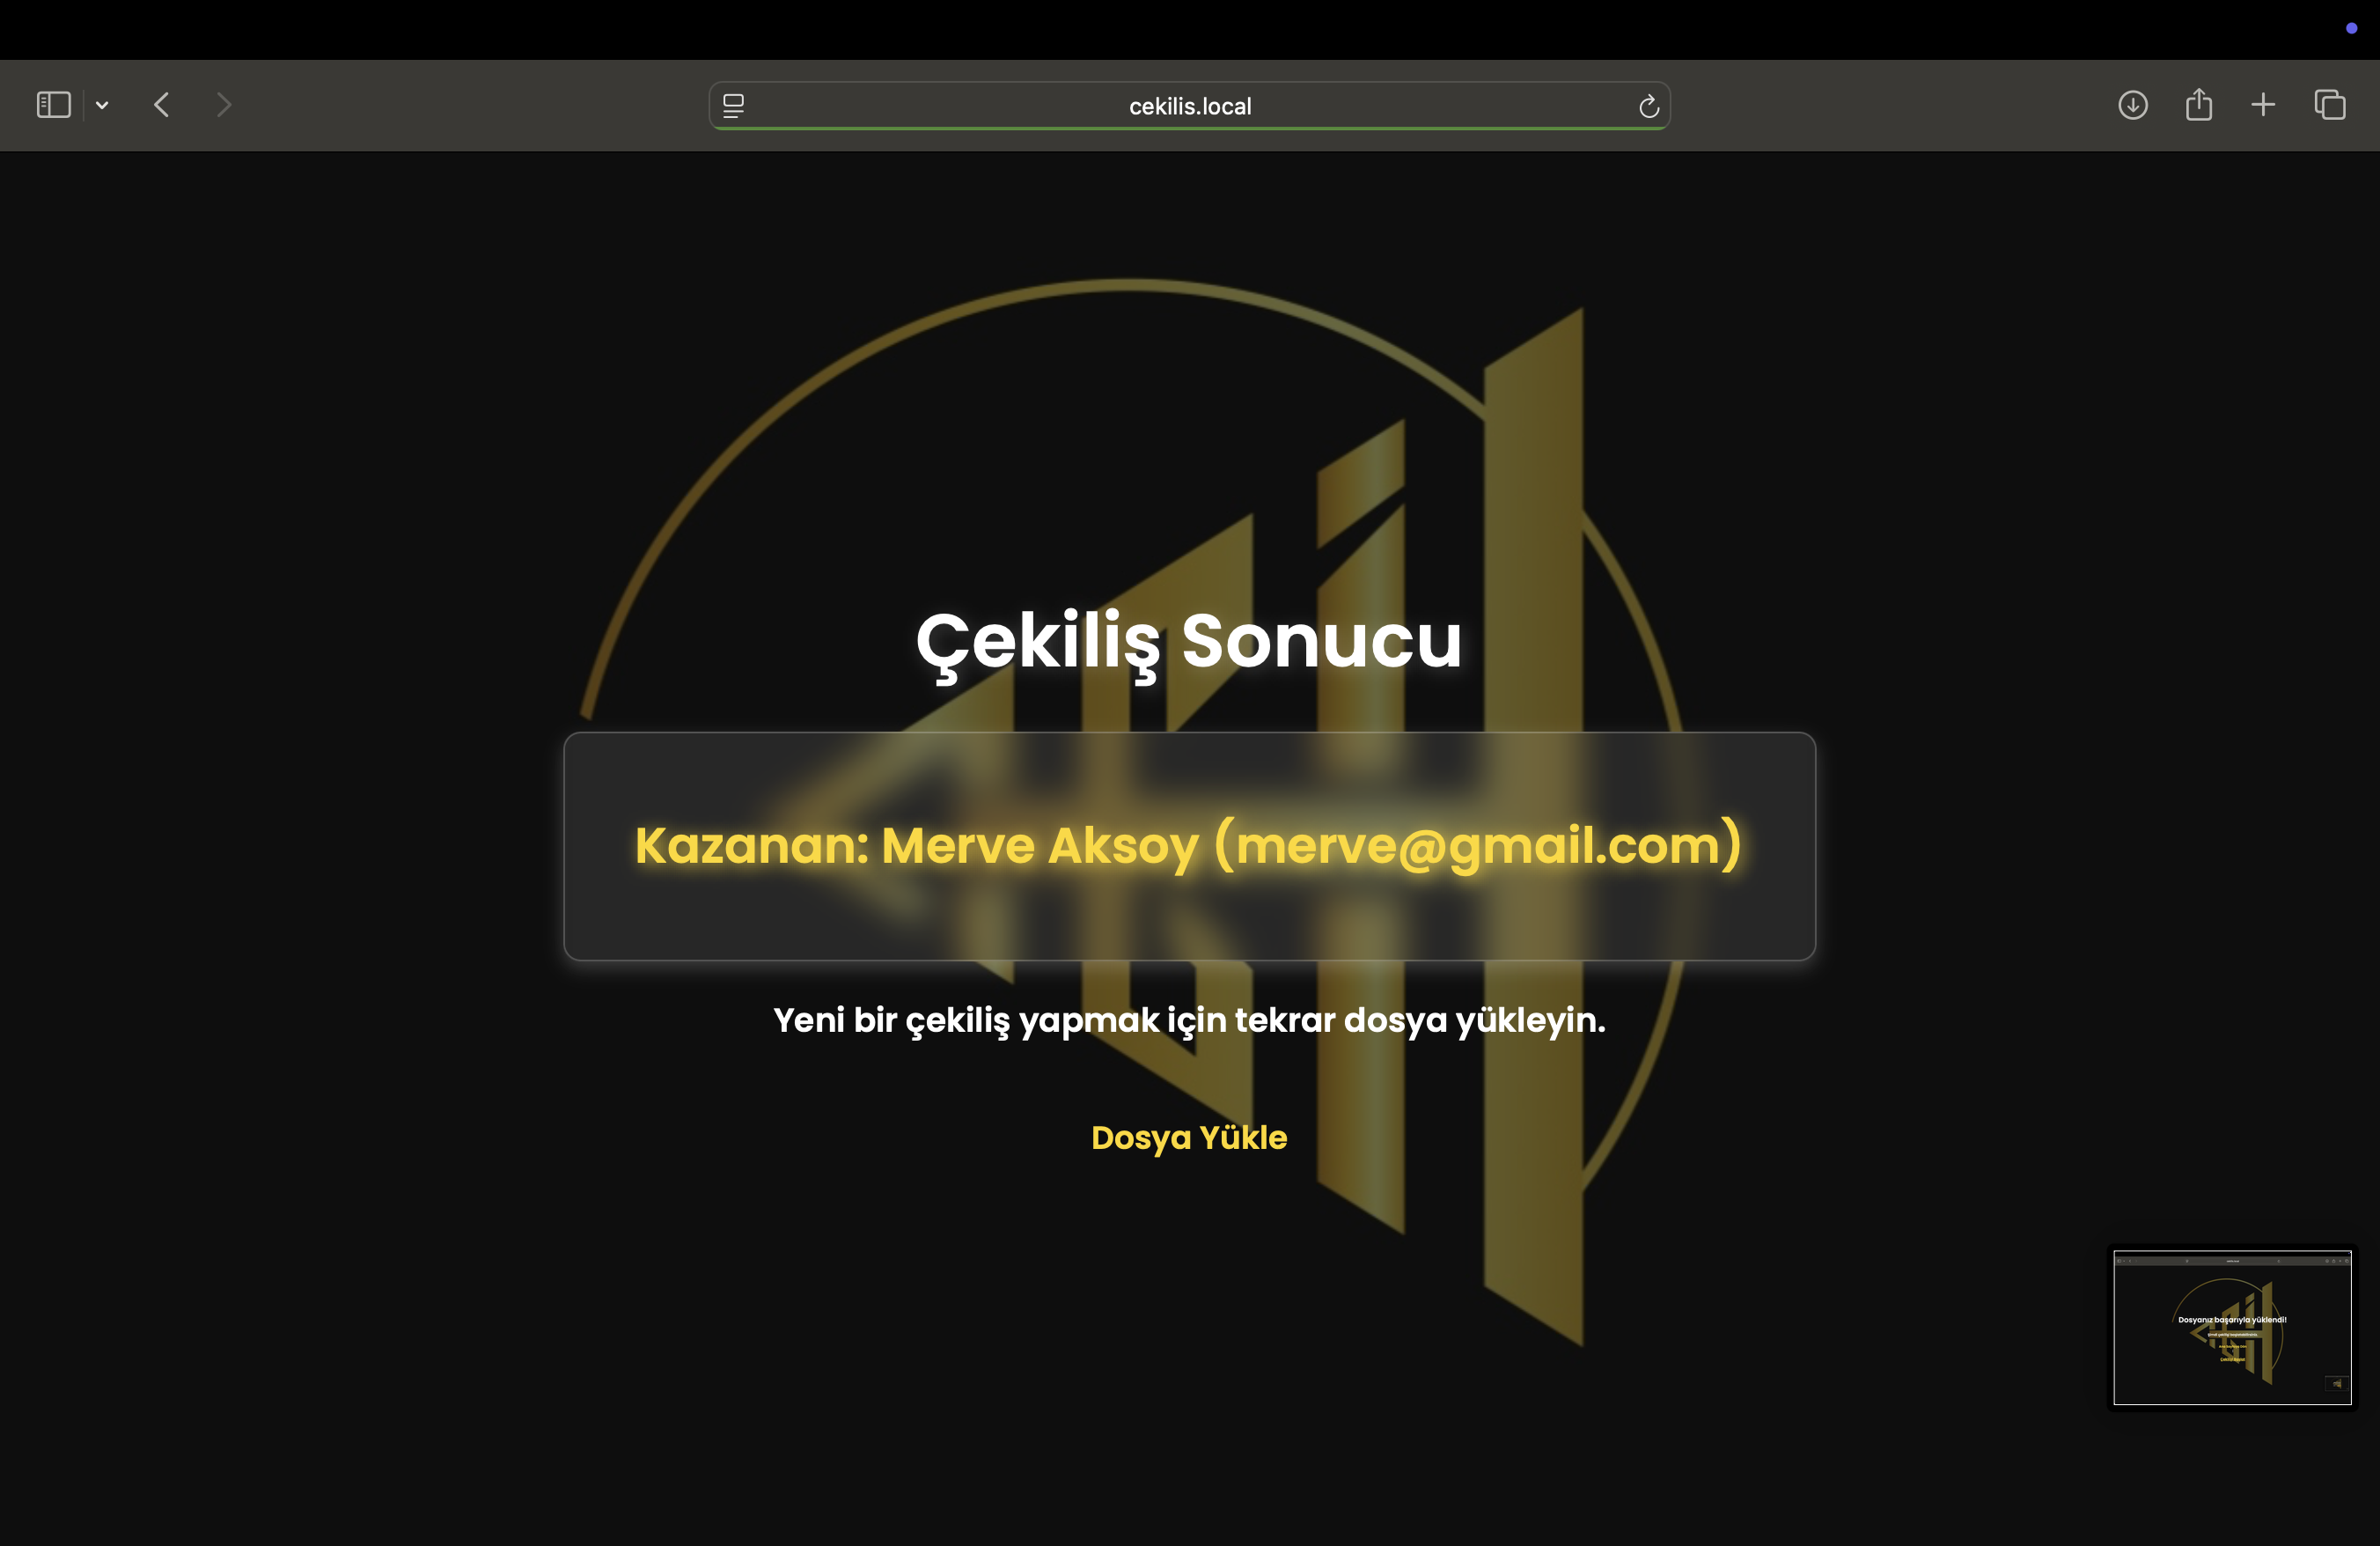 cekilis.local
Çekiliş Sonucu
Kazanan: Merve Aksoy (merve@gmail.com)
Yeni bir çekiliş yapmak için tekrar dosya yükleyin.
Dosya Yükle
Dosyanız başarıyla yüklendi!